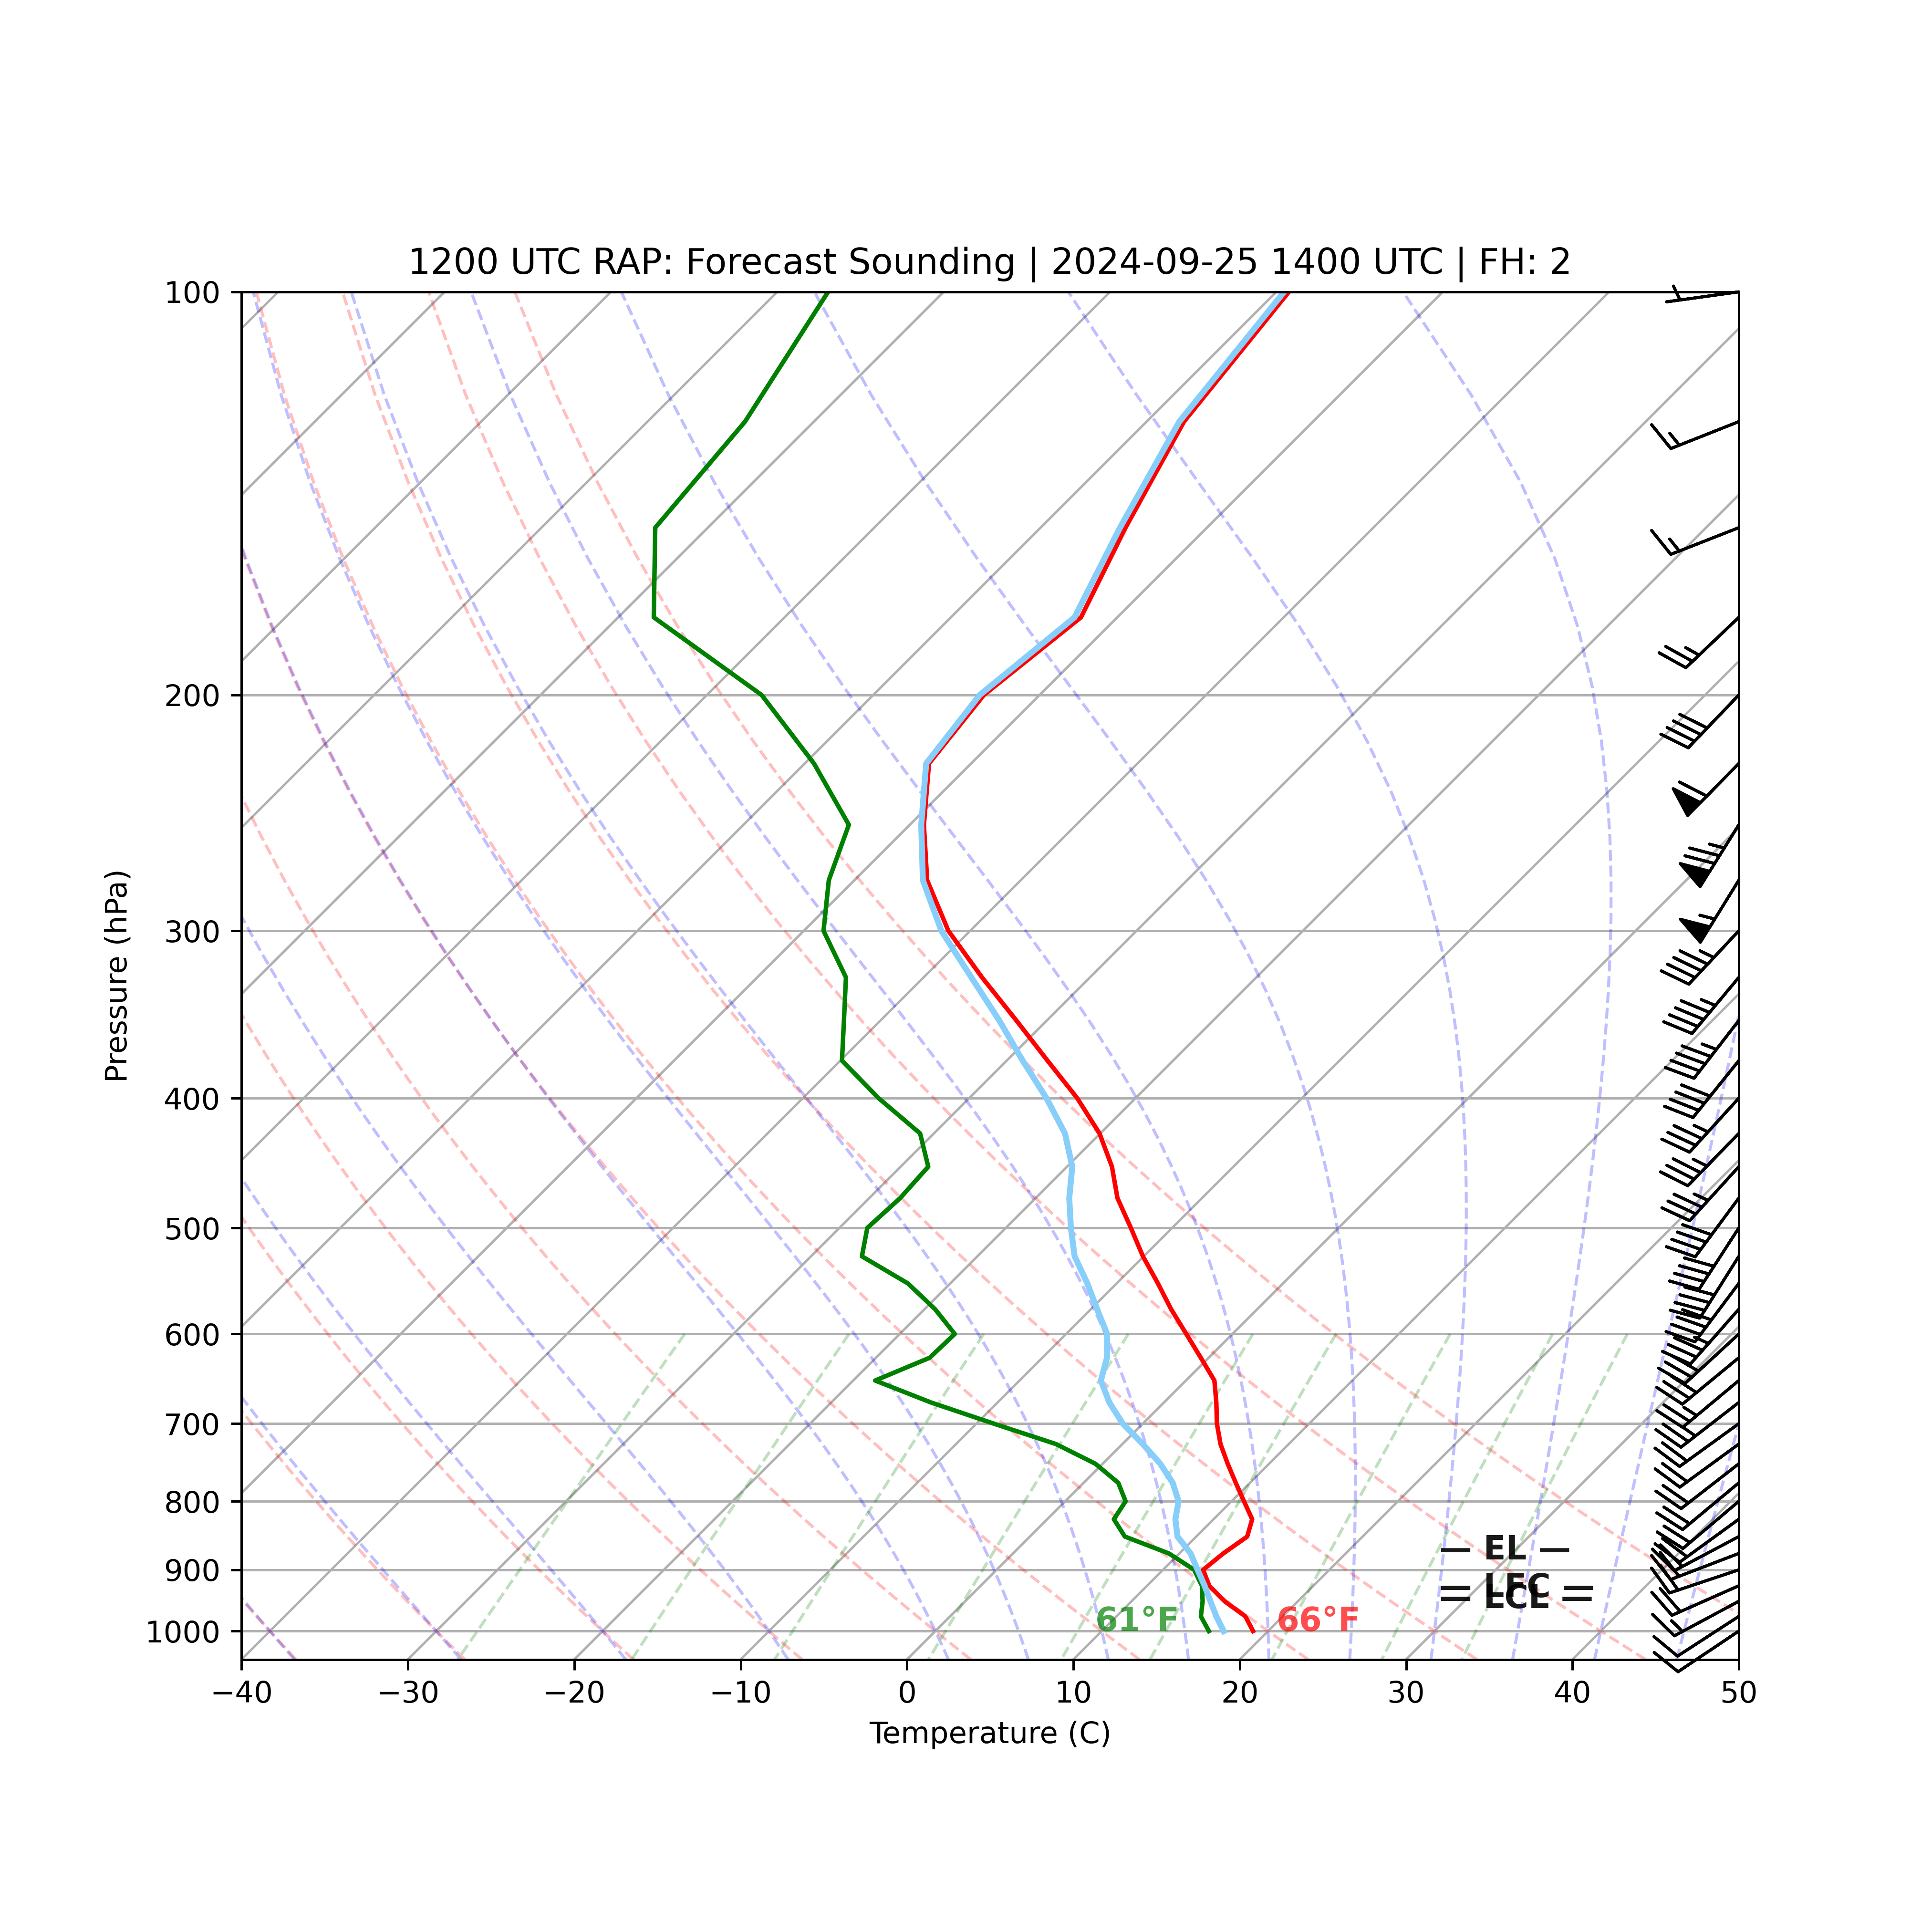 1200 UTC RAP: Forecast Sounding | 2024-09-25 1400 UTC | FH: 2
100
200
300
400
500
600
700
800
900
1000
Pressure (hPa)
— EL —
— LFC —
— LCL —
61°F
66°F
−40 −30 −20 −10 0 10 20 30 40 50
Temperature (C)